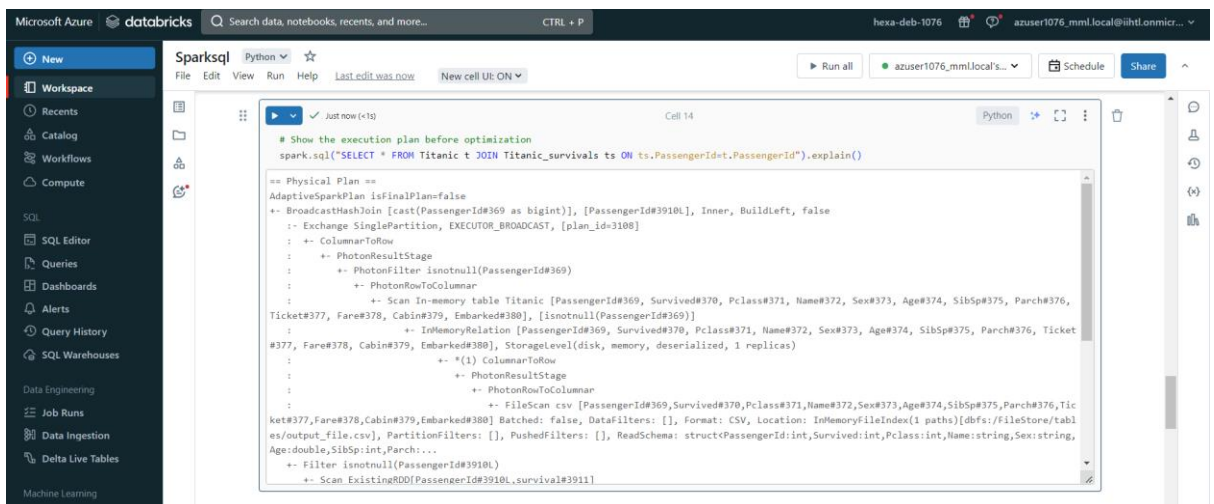 Microsoft Azure databricks Search data, notebooks, recents, and more... CTRL + P hexa-deb-1076 azuser1076_mml.local@iihtl.onmicr...
New
Workspace
Recents
Catalog
Workflows
Compute
SQL
SQL Editor
Queries
Dashboards
Alerts
Query History
SQL Warehouses
Data Engineering
Job Runs
Data Ingestion
Delta Live Tables
Machine Learning
Sparksql Python
File Edit View Run Help Last edit was now New cell UI: ON
Run all azuser1076_mml.local's... Schedule Share
Just now (<1s) Cell 14 Python
# Show the execution plan before optimization
spark.sql("SELECT * FROM Titanic t JOIN Titanic_survivals ts ON ts.PassengerId=t.PassengerId").explain()
== Physical Plan ==
AdaptiveSparkPlan isFinalPlan=false
+- BroadcastHashJoin [cast(PassengerId#369 as bigint)], [PassengerId#3910L], Inner, BuildLeft, false
:- Exchange SinglePartition, EXECUTOR_BROADCAST, [plan_id=3108]
: +- ColumnarToRow
: +- PhotonResultStage
: +- PhotonFilter isnotnull(PassengerId#369)
: +- PhotonRowToColumnar
: +- Scan In-memory table Titanic [PassengerId#369, Survived#370, Pclass#371, Name#372, Sex#373, Age#374, SibSp#375, Parch#376,
Ticket#377, Fare#378, Cabin#379, Embarked#380], [isnotnull(PassengerId#369)]
: +- InMemoryRelation [PassengerId#369, Survived#370, Pclass#371, Name#372, Sex#373, Age#374, SibSp#375, Parch#376, Ticket
#377, Fare#378, Cabin#379, Embarked#380], StorageLevel(disk, memory, deserialized, 1 replicas)
: +- *(1) ColumnarToRow
: +- PhotonResultStage
: +- PhotonRowToColumnar
: +- FileScan csv [PassengerId#369,Survived#370,Pclass#371,Name#372,Sex#373,Age#374,SibSp#375,Parch#376,Tic
ket#377,Fare#378,Cabin#379,Embarked#380] Batched: false, DataFilters: [], Format: CSV, Location: InMemoryFileIndex(1 paths)[dbfs:/FileStore/tabl
es/output_file.csv], PartitionFilters: [], PushedFilters: [], ReadSchema: struct<PassengerId:int,Survived:int,Pclass:int,Name:string,Sex:string,
Age:double,SibSp:int,Parch:...
+- Filter isnotnull(PassengerId#3910L)
+- Scan ExistingRDD[PassengerId#3910L,survival#3911]